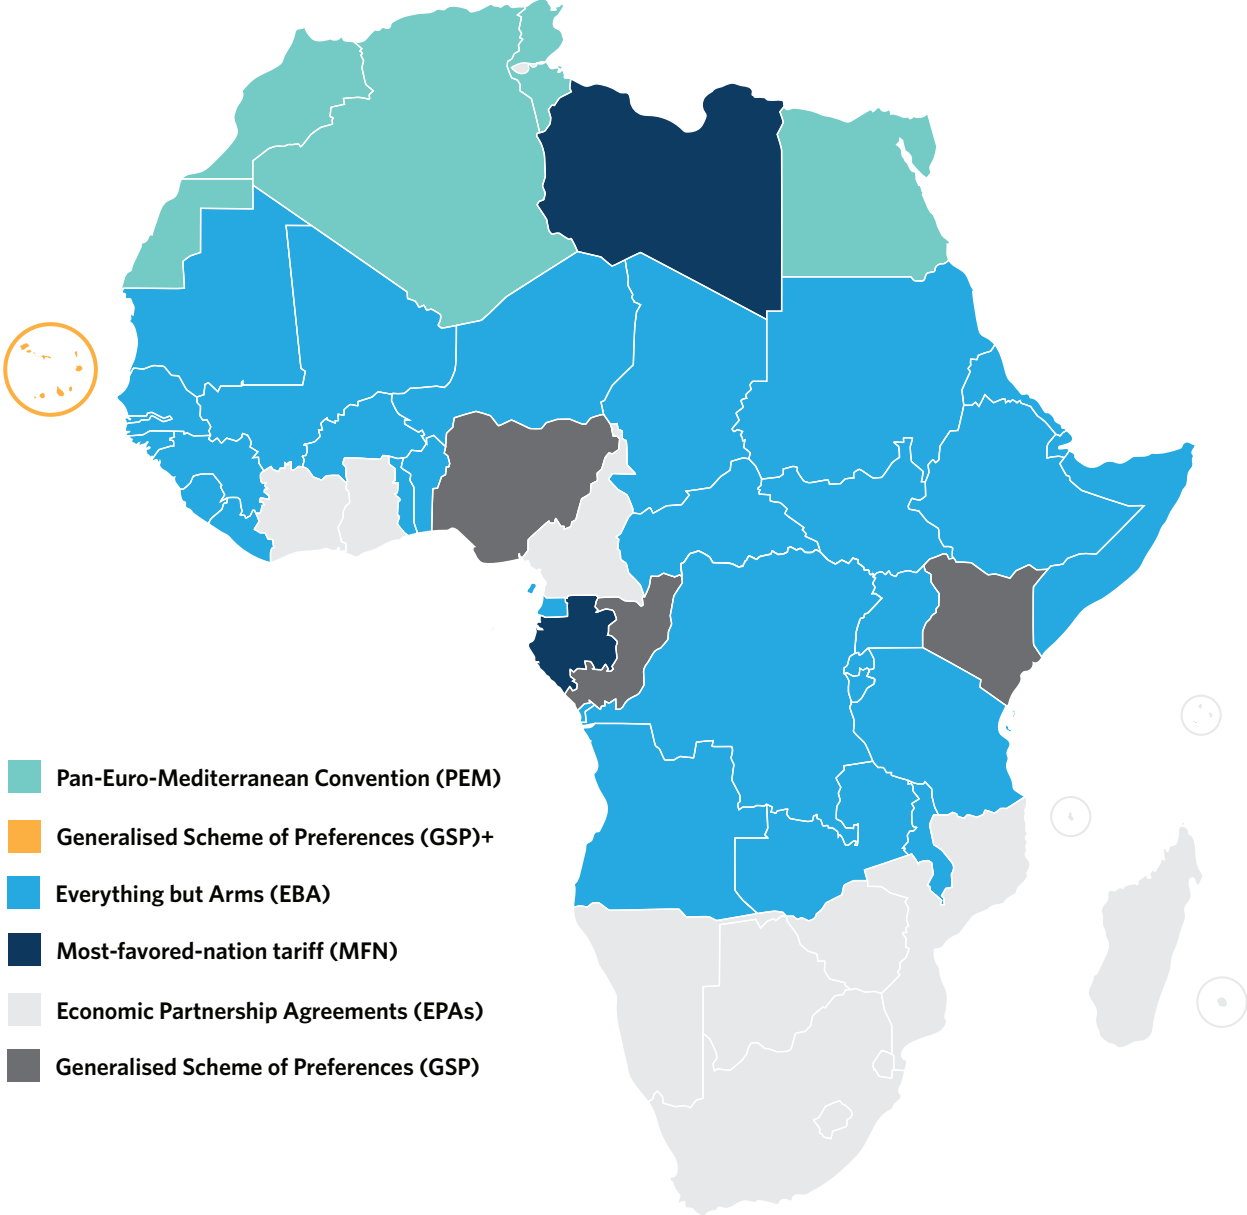 Pan-Euro-Mediterranean Convention (PEM)
Generalised Scheme of Preferences (GSP)+
Everything but Arms (EBA)
Most-favored-nation tariff (MFN)
Economic Partnership Agreements (EPAs)
Generalised Scheme of Preferences (GSP)